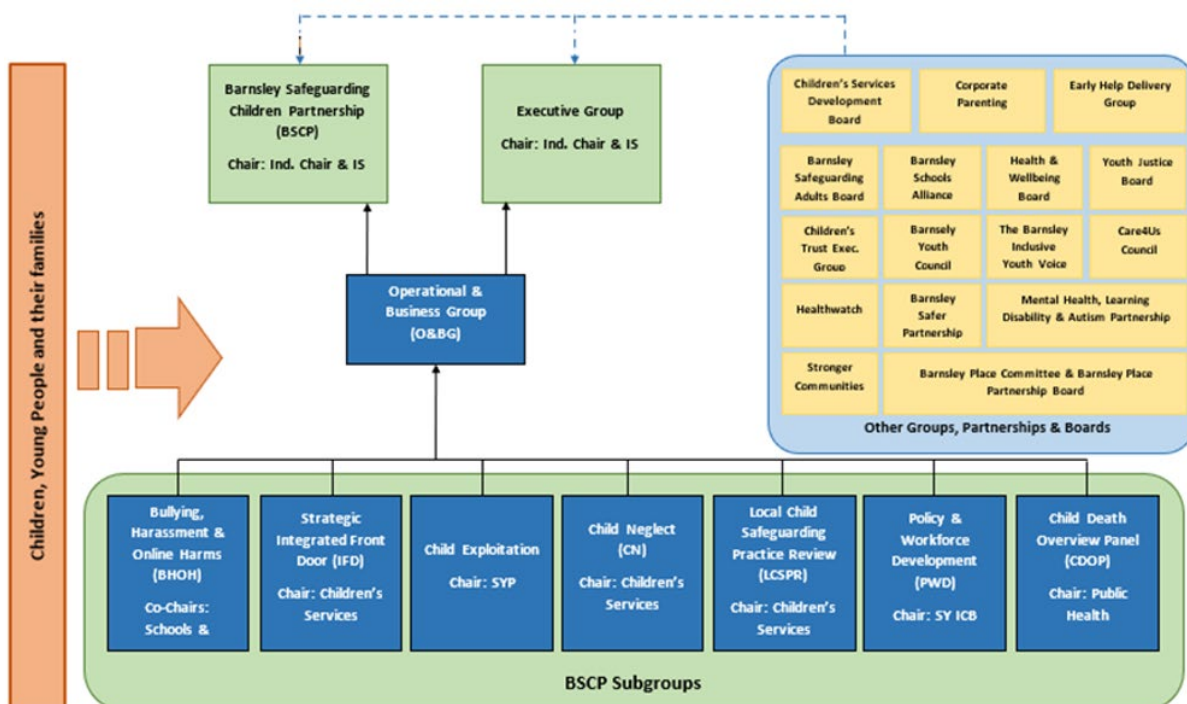 Children, Young People and their families
Barnsley Safeguarding
Children Partnership
(BSCP)
Chair: Ind. Chair & IS
Executive Group
Chair: Ind. Chair & IS
Operational &
Business Group
(O&BG)
Children's Services
Development
Board
Corporate
Parenting
Early Help Delivery
Group
Barnsley
Safeguarding
Adults Board
Barnsley
Schools
Alliance
Health &
Wellbeing
Board
Youth Justice
Board
Children's
Trust Exec.
Group
Barnsely
Youth
Council
The Barnsley
Inclusive
Youth Voice
Care4Us
Council
Healthwatch
Barnsley
Safer
Partnership
Mental Health, Learning
Disability & Autism Partnership
Stronger
Communities
Barnsley Place Committee & Barnsley Place
Partnership Board
Other Groups, Partnerships & Boards
Bullying,
Harassment &
Online Harms
(BHOH)
Co-Chairs:
Schools &
Strategic
Integrated Front
Door (IFD)
Chair: Children's
Services
Child Exploitation
Chair: SYP
Child Neglect
(CN)
Chair: Children's
Services
Local Child
Safeguarding
Practice Review
(LCSPR)
Chair: Children's
Services
Policy &
Workforce
Development
(PWD)
Chair: SY ICB
Child Death
Overview Panel
(CDOP)
Chair: Public
Health
BSCP Subgroups